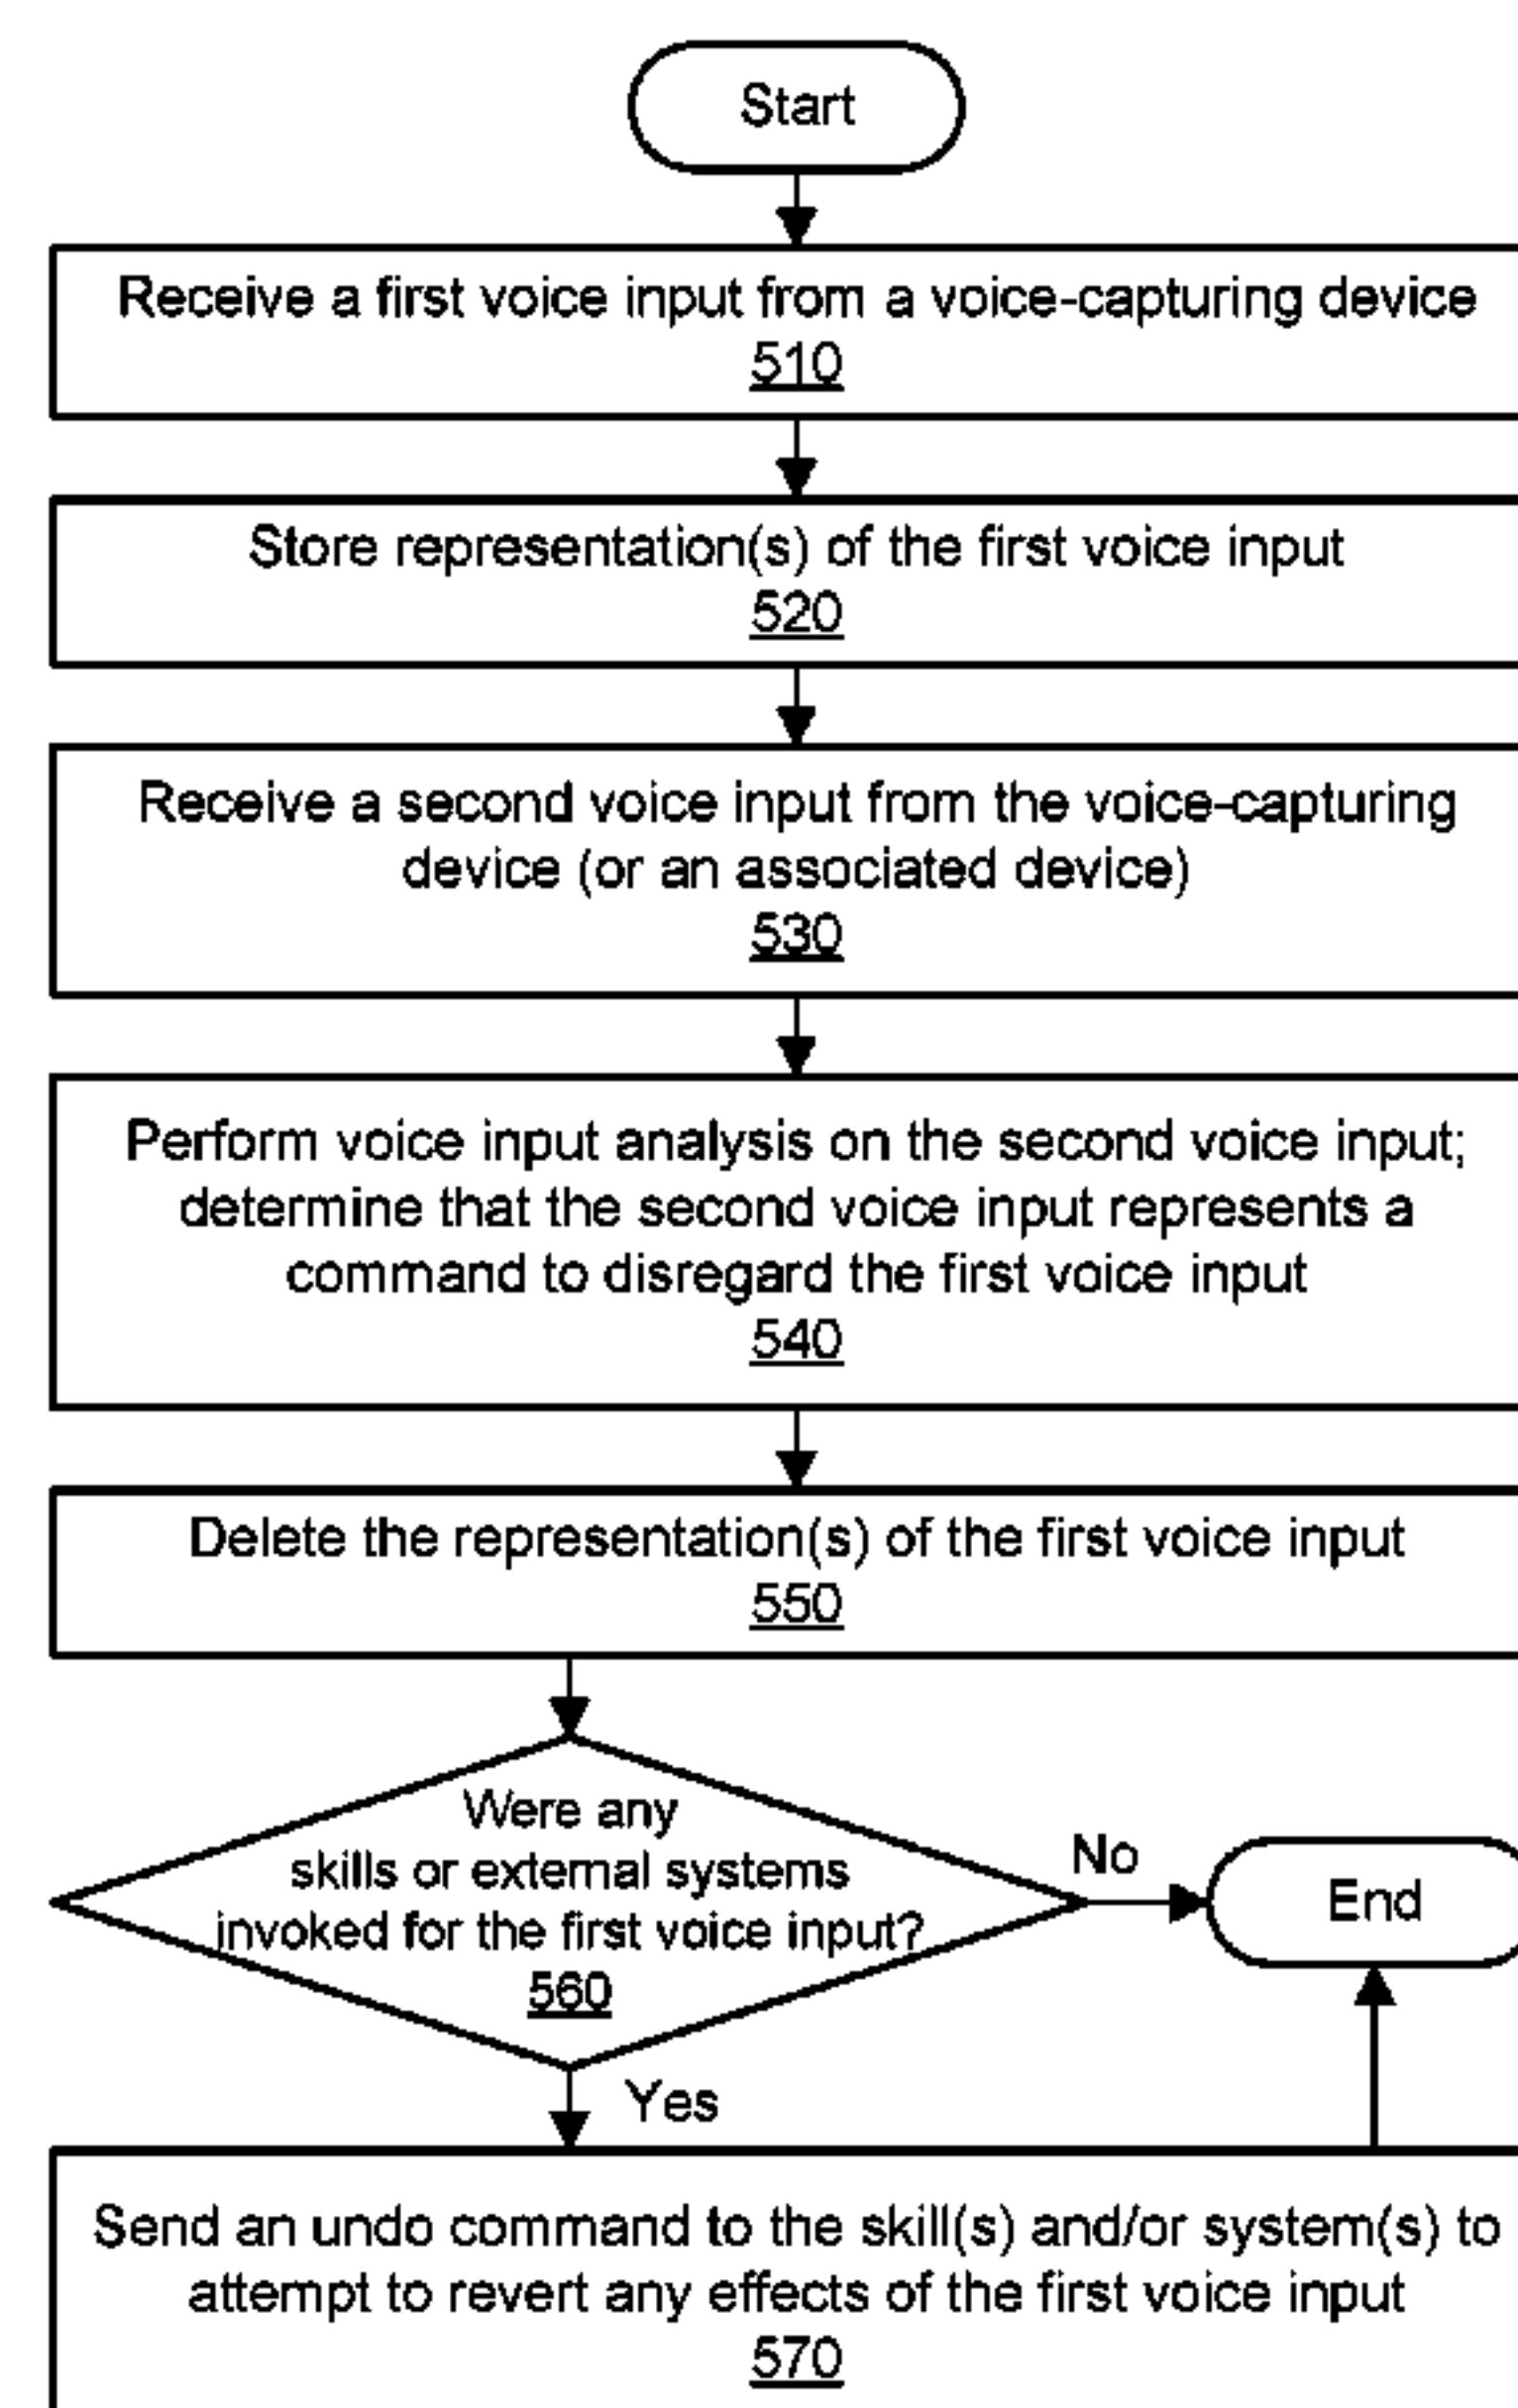 Start
Receive a first voice input from a voice-capturing device
510
Store representation(s) of the first voice input
520
Receive a second voice input from the voice-capturing
device (or an associated device)
530
Perform voice input analysis on the second voice input;
determine that the second voice input represents a
command to disregard the first voice input
540
Delete the representation(s) of the first voice input
550
Were any
skills or external systems
invoked for the first voice input?
560
No
End
Yes
Send an undo command to the skill(s) and/or system(s) to
attempt to revert any effects of the first voice input
570